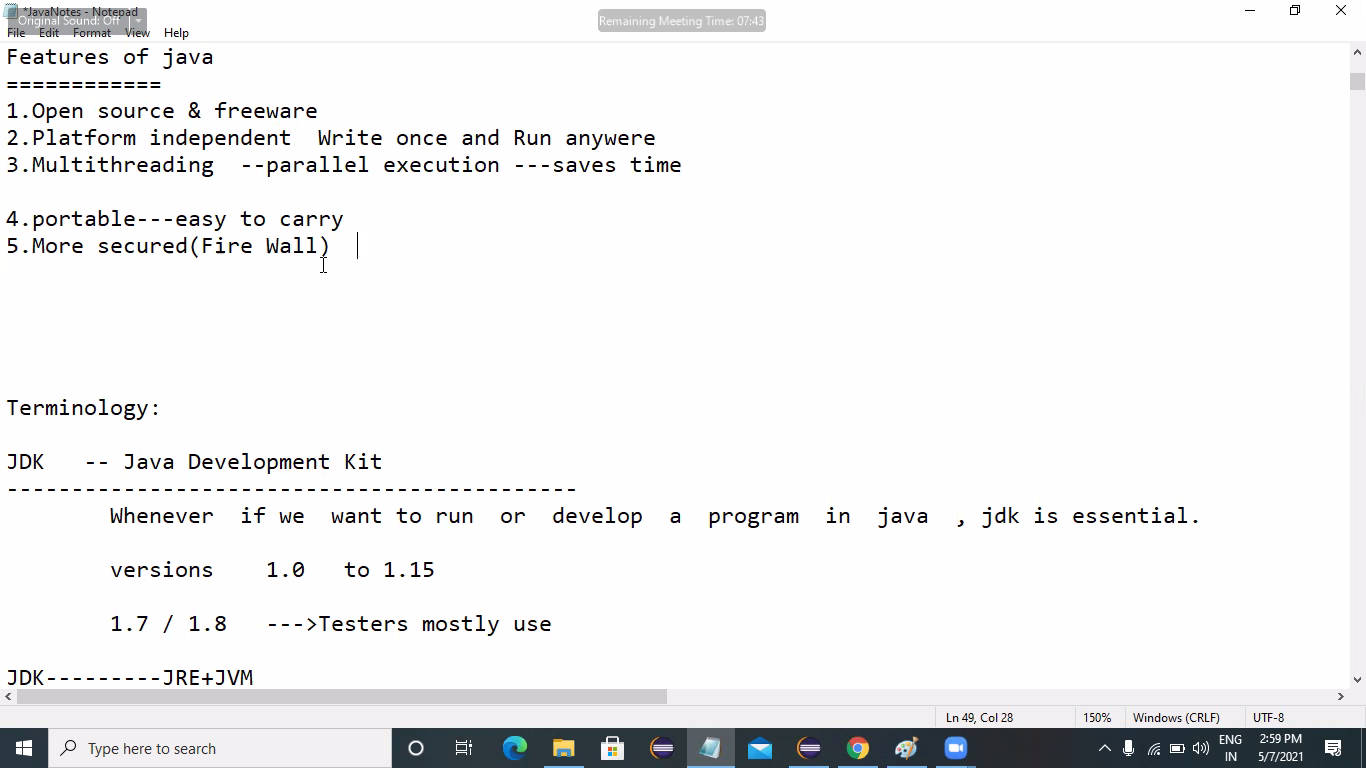 *JavaNotes - Notepad
Original Sound: Off
Remaining Meeting Time: 07:43
File Edit Format View Help
Features of java
============
1.Open source & freeware
2.Platform independent  Write once and Run anywere
3.Multithreading  --parallel execution ---saves time
4.portable---easy to carry
5.More secured(Fire Wall)
Terminology:
JDK   -- Java Development Kit
--------------------------------------------
Whenever  if we  want to run  or  develop  a  program  in  java  , jdk is essential.
versions    1.0   to 1.15
1.7 / 1.8   --->Testers mostly use
JDK---------JRE+JVM
Ln 49, Col 28
150%
Windows (CRLF)
UTF-8
Type here to search
ENG
IN
2:59 PM
5/7/2021